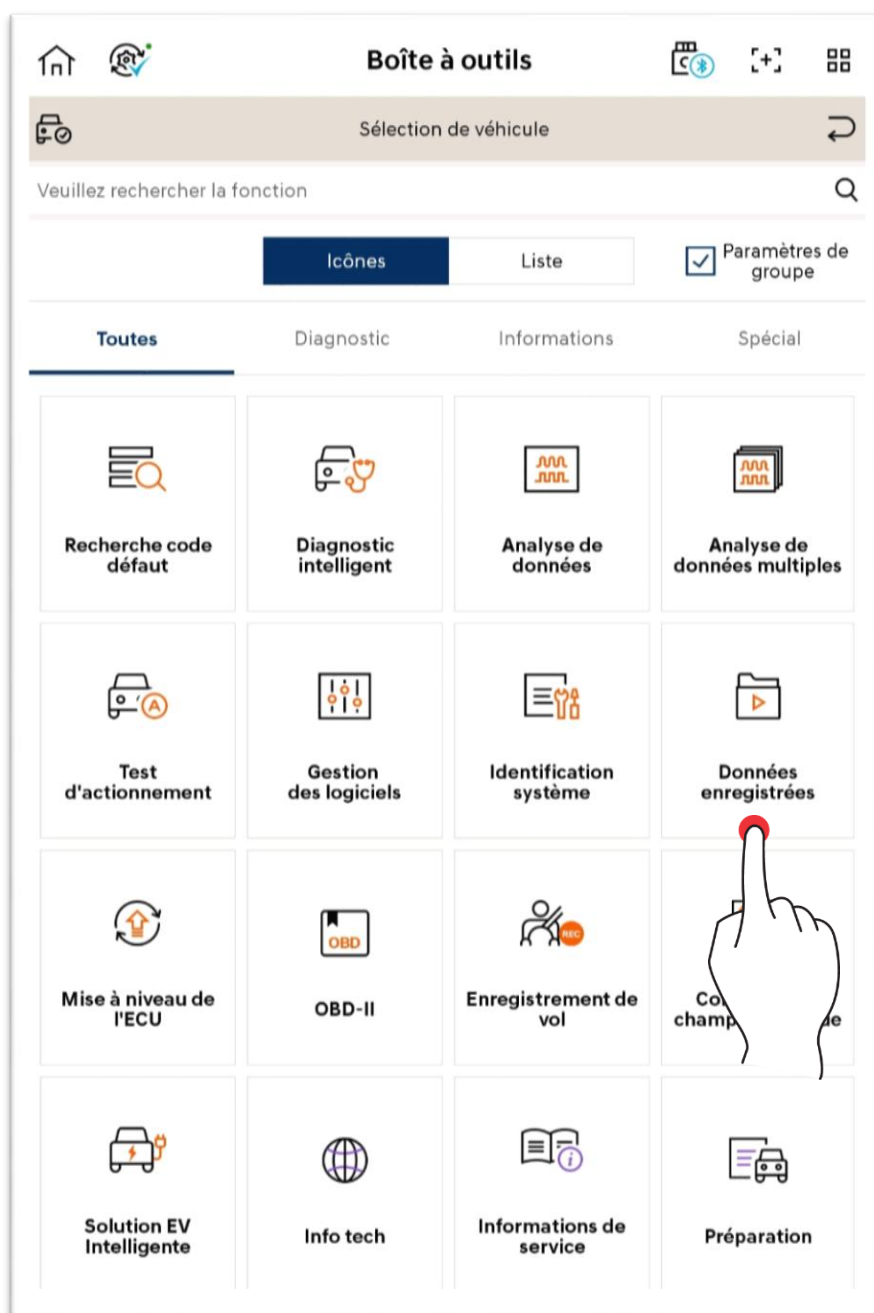 Boîte à outils
Sélection de véhicule
Veuillez rechercher la fonction
Icônes
Liste
Paramètres de
groupe
Toutes
Diagnostic
Informations
Spécial
Recherche code
défaut
Diagnostic
intelligent
Analyse de
données
Analyse de
données multiples
A
Test
d'actionnement
Gestion
des logiciels
Identification
système
Données
enregistrées
Mise à niveau de
l'ECU
OBD
OBD-II
REC
Enregistrement de
vol
Solution EV
Intelligente
Info tech
i
Informations de
service
Préparation